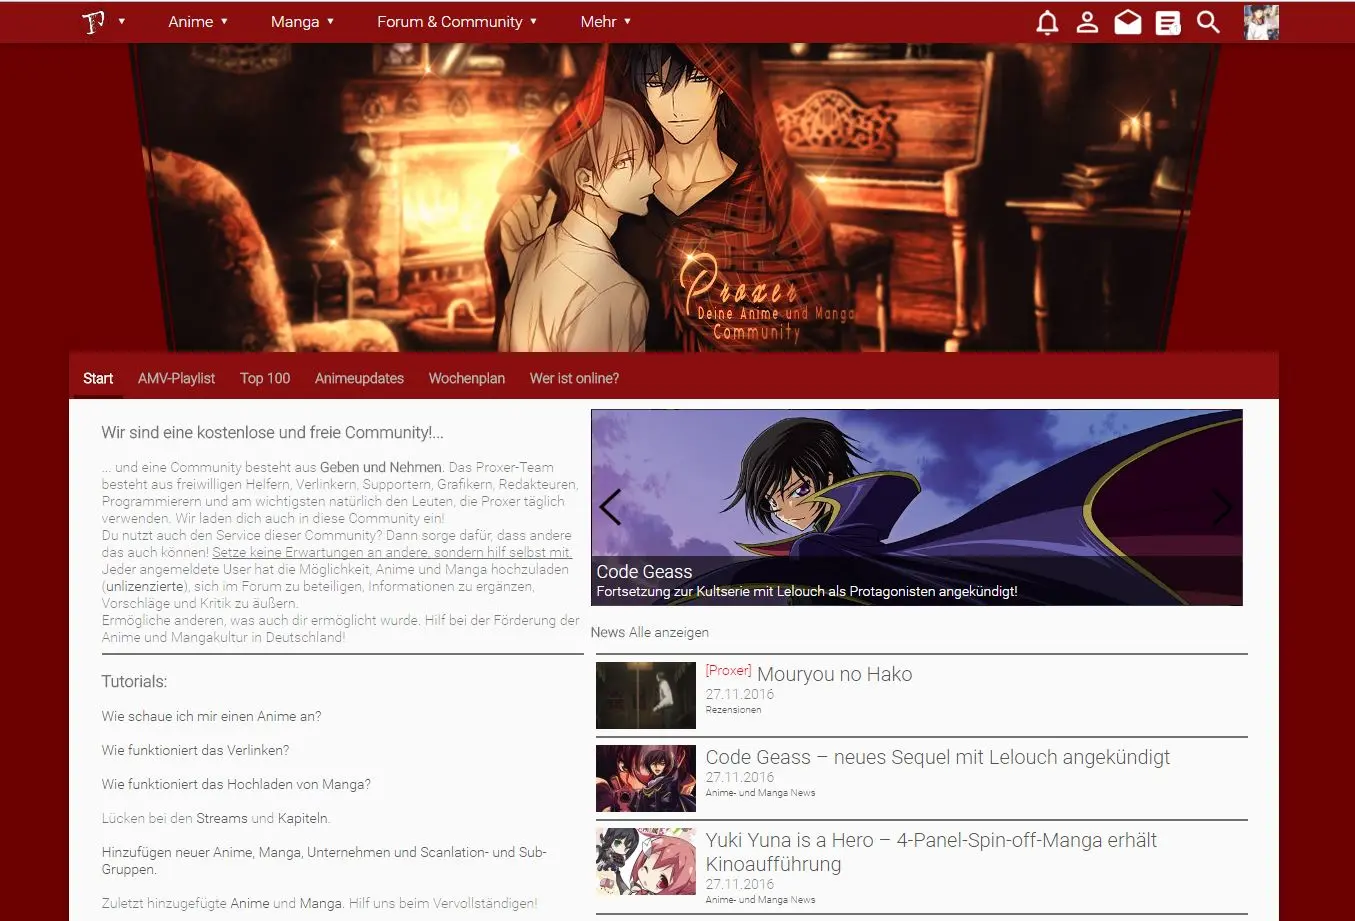 Anime ▼ Manga ▼ Forum & Community ▼ Mehr ▼
Proxer
Deine Anime und Manga
Community
Start AMV-Playlist Top 100 Animeupdates Wochenplan Wer ist online?
Wir sind eine kostenlose und freie Community!...
... und eine Community besteht aus Geben und Nehmen. Das Proxer-Team
besteht aus freiwilligen Helfern, Verlinkern, Supportern, Grafikern, Redakteuren,
Programmierern und am wichtigsten natürlich den Leuten, die Proxer täglich
verwenden. Wir laden dich auch in diese Community ein!
Du nutzt auch den Service dieser Community? Dann sorge dafür, dass andere
das auch können! Setze keine Erwartungen an andere, sondern hilf selbst mit.
Jeder angemeldete User hat die Möglichkeit, Anime und Manga hochzuladen
(unlizenzierte), sich im Forum zu beteiligen, Informationen zu ergänzen,
Vorschläge und Kritik zu äußern.
Ermögliche anderen, was auch dir ermöglicht wurde. Hilf bei der Förderung der
Anime und Mangakultur in Deutschland!
Tutorials:
Wie schaue ich mir einen Anime an?
Wie funktioniert das Verlinken?
Wie funktioniert das Hochladen von Manga?
Lücken bei den Streams und Kapiteln.
Hinzufügen neuer Anime, Manga, Unternehmen und Scanlation- und Sub-
Gruppen.
Zuletzt hinzugefügte Anime und Manga. Hilf uns beim Vervollständigen!
Code Geass
Fortsetzung zur Kultserie mit Lelouch als Protagonisten angekündigt!
News Alle anzeigen
[Proxer] Mouryou no Hako
27.11.2016
Rezensionen
Code Geass – neues Sequel mit Lelouch angekündigt
27.11.2016
Anime- und Manga News
Yuki Yuna is a Hero – 4-Panel-Spin-off-Manga erhält
Kinoaufführung
27.11.2016
Anime- und Manga News